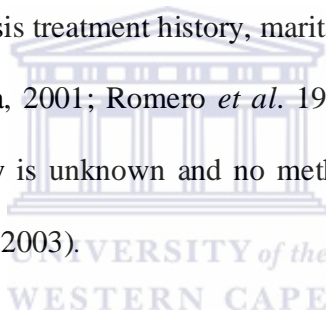 sis treatment history, marit
a, 2001; Romero et al. 19
y is unknown and no meth
2003).
UNIVERSITY of the
WESTERN CAPE